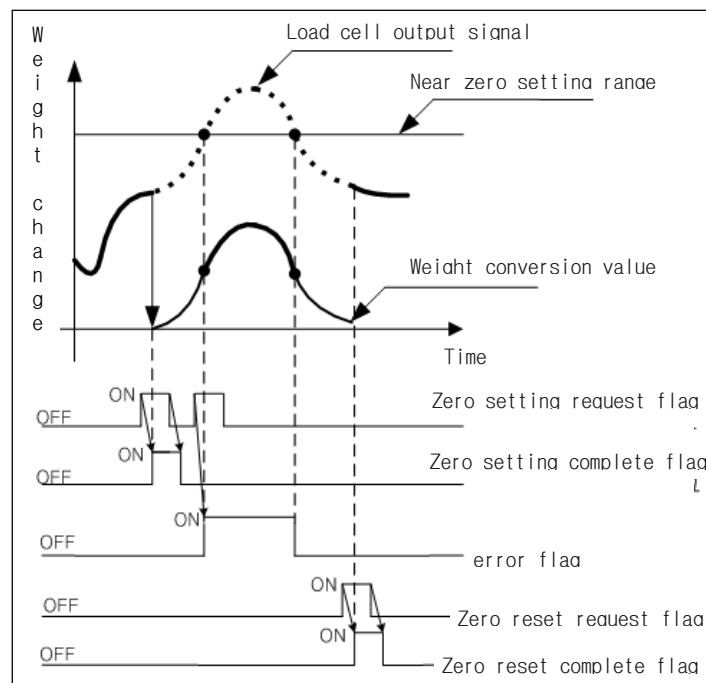 Weight change
Load cell output signal
Near zero setting range
Weight conversion value
Time
ON
OFF
Zero setting request flag
ON
OFF
Zero setting complete flag
ON
OFF
error flag
ON
OFF
Zero reset request flag
ON
OFF
Zero reset complete flag